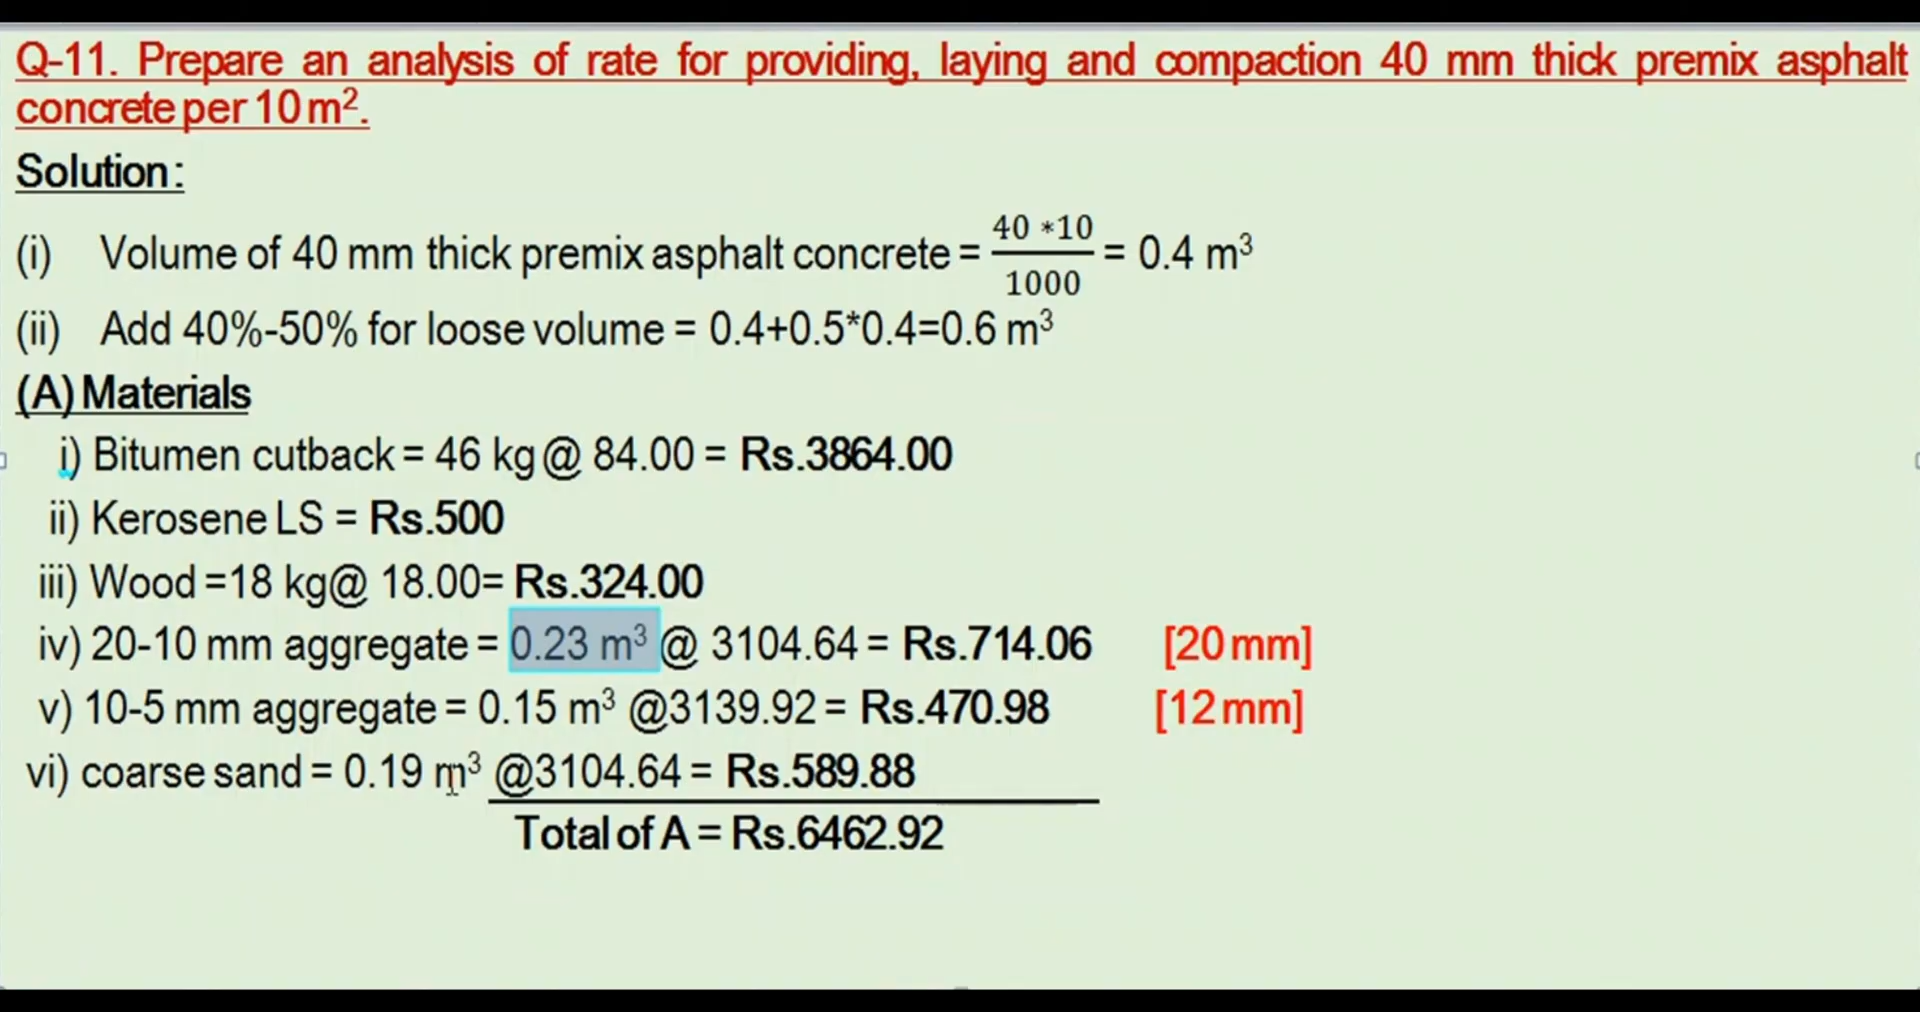 Q-11. Prepare an analysis of rate for providing, laying and compaction 40 mm thick premix asphalt
concrete per 10 m².
Solution:
(i) Volume of 40 mm thick premix asphalt concrete = 40 *10 / 1000 = 0.4 m³
(ii) Add 40%-50% for loose volume = 0.4+0.5*0.4=0.6 m³
(A) Materials
i) Bitumen cutback = 46 kg @ 84.00 = Rs.3864.00
ii) Kerosene LS = Rs.500
iii) Wood =18 kg@ 18.00= Rs.324.00
iv) 20-10 mm aggregate = 0.23 m³ @ 3104.64 = Rs.714.06 [20 mm]
v) 10-5 mm aggregate = 0.15 m³ @3139.92 = Rs.470.98 [12 mm]
vi) coarse sand = 0.19 m³ @3104.64 = Rs.589.88
Total of A = Rs.6462.92